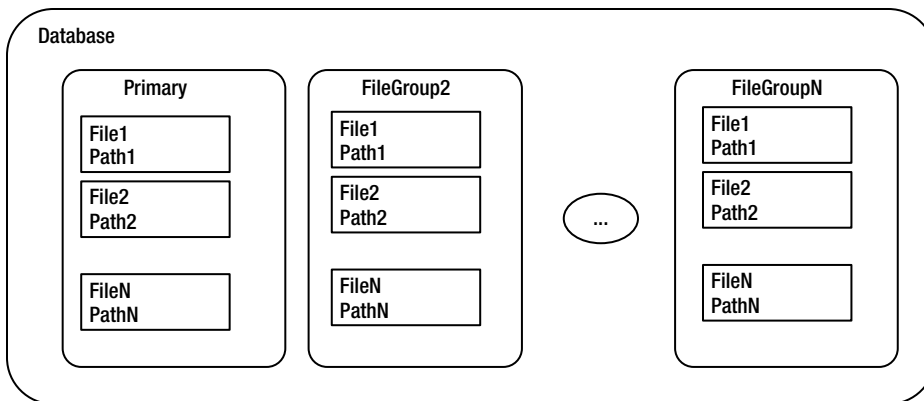 Database
Primary
File1
Path1
File2
Path2
FileN
PathN
FileGroup2
File1
Path1
File2
Path2
FileN
PathN
...
FileGroupN
File1
Path1
File2
Path2
FileN
PathN